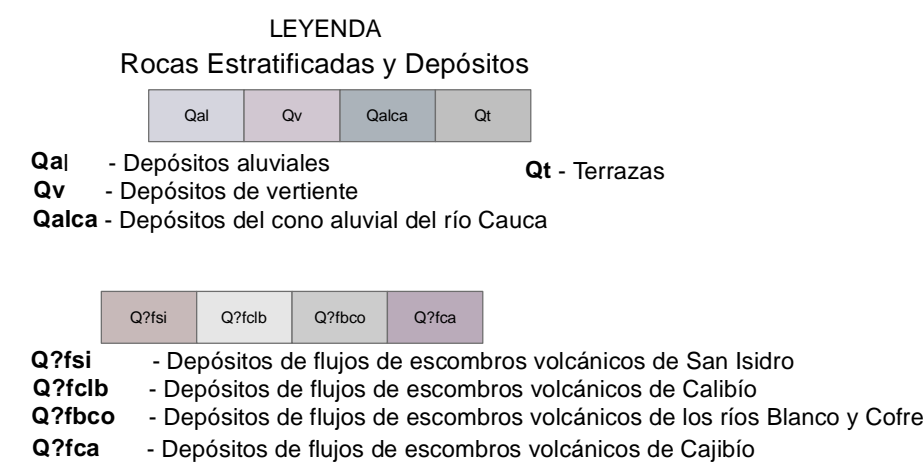 LEYENDA
Rocas Estratificadas y Depósitos
Qal Qv Qalca Qt
Qal - Depósitos aluviales
Qt - Terrazas
Qv - Depósitos de vertiente
Qalca - Depósitos del cono aluvial del río Cauca
Q?fsi Q?fclb Q?fbco Q?fca
Q?fsi - Depósitos de flujos de escombros volcánicos de San Isidro
Q?fclb - Depósitos de flujos de escombros volcánicos de Calibío
Q?fbco - Depósitos de flujos de escombros volcánicos de los ríos Blanco y Cofre
Q?fca - Depósitos de flujos de escombros volcánicos de Cajibío